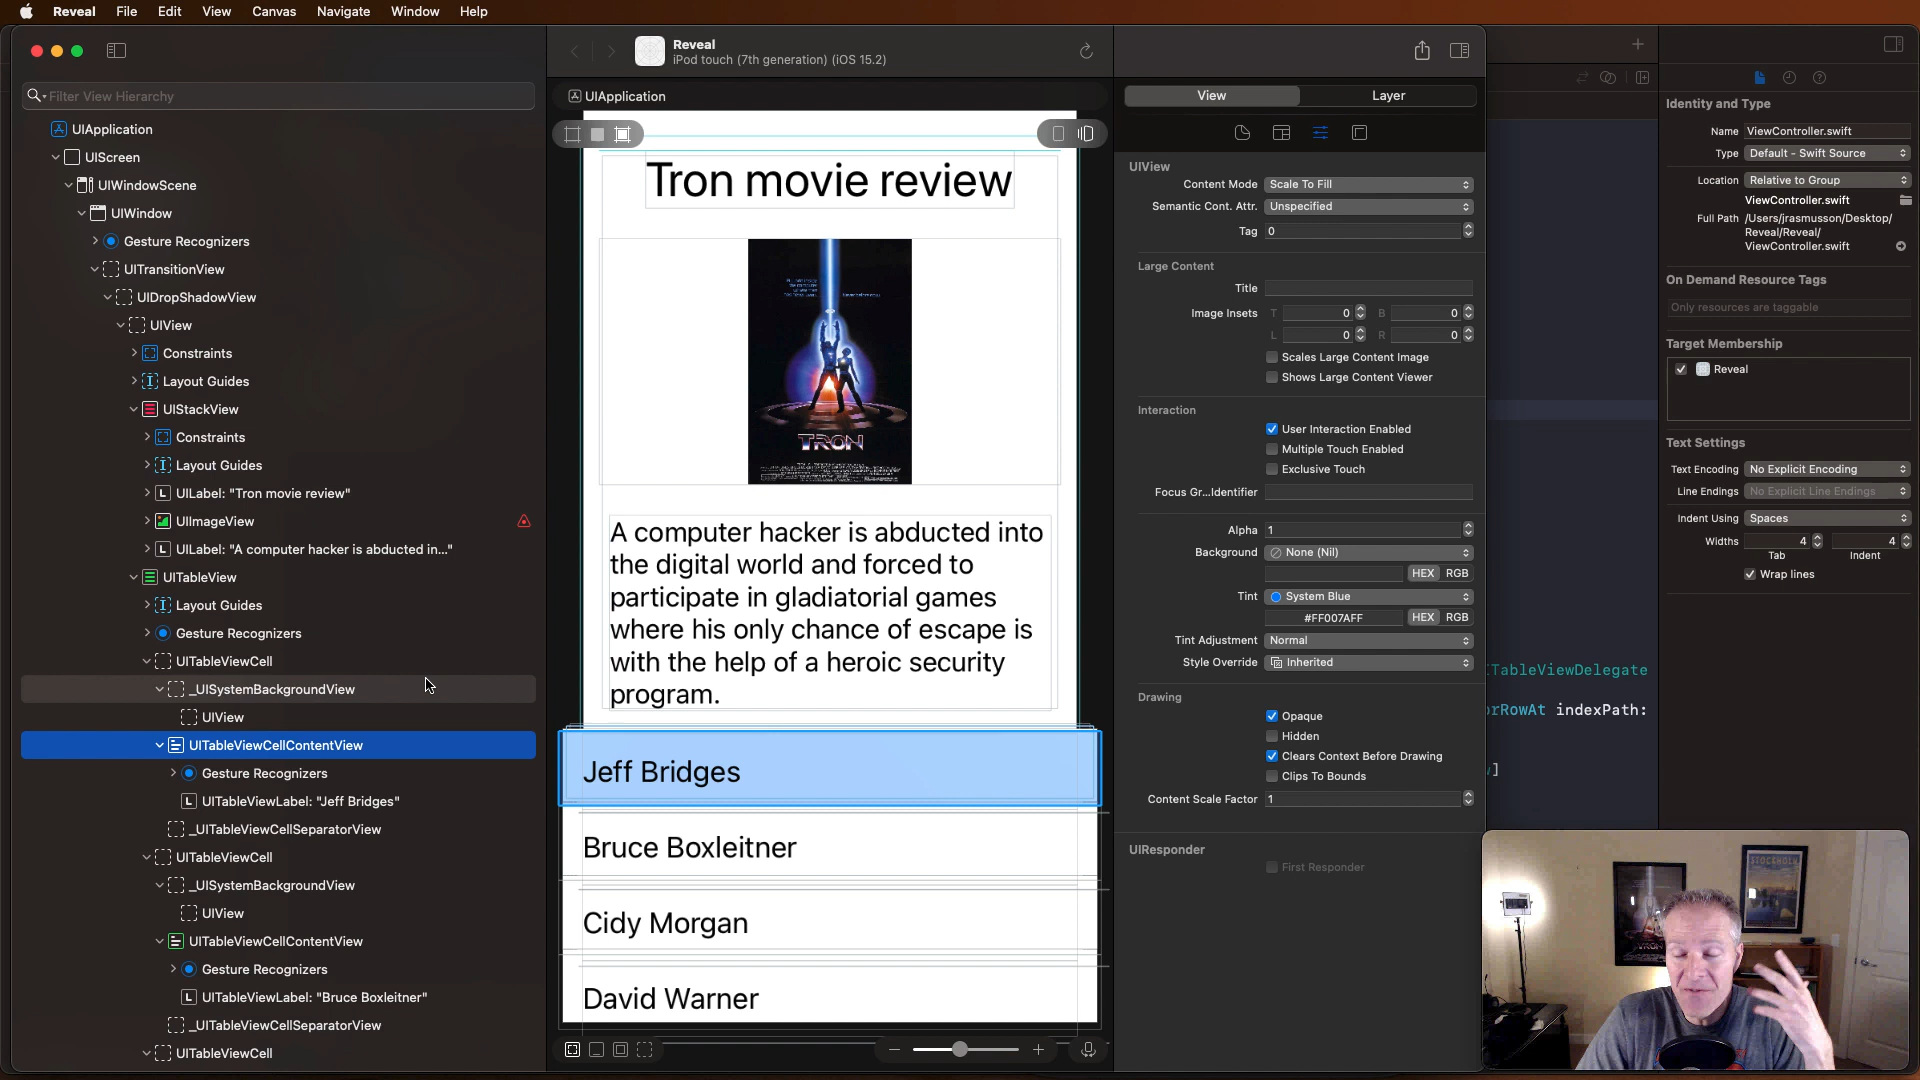 Reveal File Edit View Canvas Navigate Window Help
Reveal
iPod touch (7th generation) (iOS 15.2)
Filter View Hierarchy
UIApplication
UIScreen
UIWindowScene
UIWindow
Gesture Recognizers
UITransitionView
UIDropShadowView
UIView
Constraints
Layout Guides
UIStackView
Constraints
Layout Guides
UILabel: "Tron movie review"
UIImageView
UILabel: "A computer hacker is abducted in..."
UITableView
Layout Guides
Gesture Recognizers
UITableViewCell
_UISystemBackgroundView
UIView
UITableViewCellContentView
Gesture Recognizers
UITableViewLabel: "Jeff Bridges"
_UITableViewCellSeparatorView
UITableViewCell
_UISystemBackgroundView
UIView
UITableViewCellContentView
Gesture Recognizers
UITableViewLabel: "Bruce Boxleitner"
_UITableViewCellSeparatorView
UITableViewCell
UIApplication
Tron movie review
TRON
A computer hacker is abducted into
the digital world and forced to
participate in gladiatorial games
where his only chance of escape is
with the help of a heroic security
program.
Jeff Bridges
Bruce Boxleitner
Cidy Morgan
David Warner
View Layer
UIView
Content Mode Scale To Fill
Semantic Cont. Attr. Unspecified
Tag 0
Large Content
Title
Image Insets T 0 B 0
L 0 R 0
Scales Large Content Image
Shows Large Content Viewer
Interaction
User Interaction Enabled
Multiple Touch Enabled
Exclusive Touch
Focus Gr...Identifier
Alpha 1
Background None (Nil)
HEX RGB
Tint System Blue
#FF007AFF HEX RGB
Tint Adjustment Normal
Style Override Inherited
Drawing
Opaque
Hidden
Clears Context Before Drawing
Clips To Bounds
Content Scale Factor 1
UIResponder
First Responder
TableViewDelegate
orRowAt indexPath:
]
Identity and Type
Name ViewController.swift
Type Default - Swift Source
Location Relative to Group
ViewController.swift
Full Path /Users/jrasmusson/Desktop/
Reveal/Reveal/
ViewController.swift
On Demand Resource Tags
Only resources are taggable
Target Membership
Reveal
Text Settings
Text Encoding No Explicit Encoding
Line Endings No Explicit Line Endings
Indent Using Spaces
Widths 4 4
Tab Indent
Wrap lines
STOCKHOLM
TRON